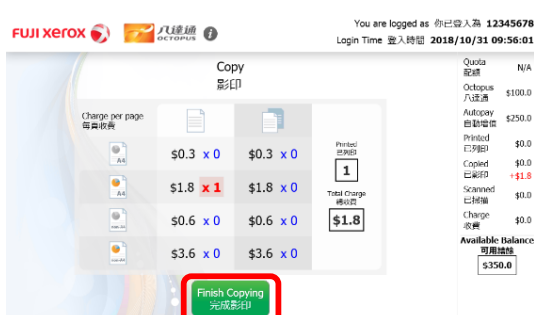 FUJI XEROX
八達通
OCTOPUS
You are logged as 你已登入為 12345678
Login Time 登入時間 2018/10/31 09:56:01
Copy
影印
Charge per page
每頁收費
A4 $0.3 x 0 $0.3 x 0
A4 $1.8 x 1 $1.8 x 0
$0.6 x 0 $0.6 x 0
$3.6 x 0 $3.6 x 0
Printed
已列印
1
Total Charge
總收費
$1.8
Finish Copying
完成影印
Quota
配額 N/A
Octopus
八達通 $100.0
Autopay
自動增值 $250.0
Printed
已列印 $0.0
Copied $0.0
已影印 +$1.8
Scanned
已掃描 $0.0
Charge
收費 $0.0
Available Balance
可用結餘
$350.0